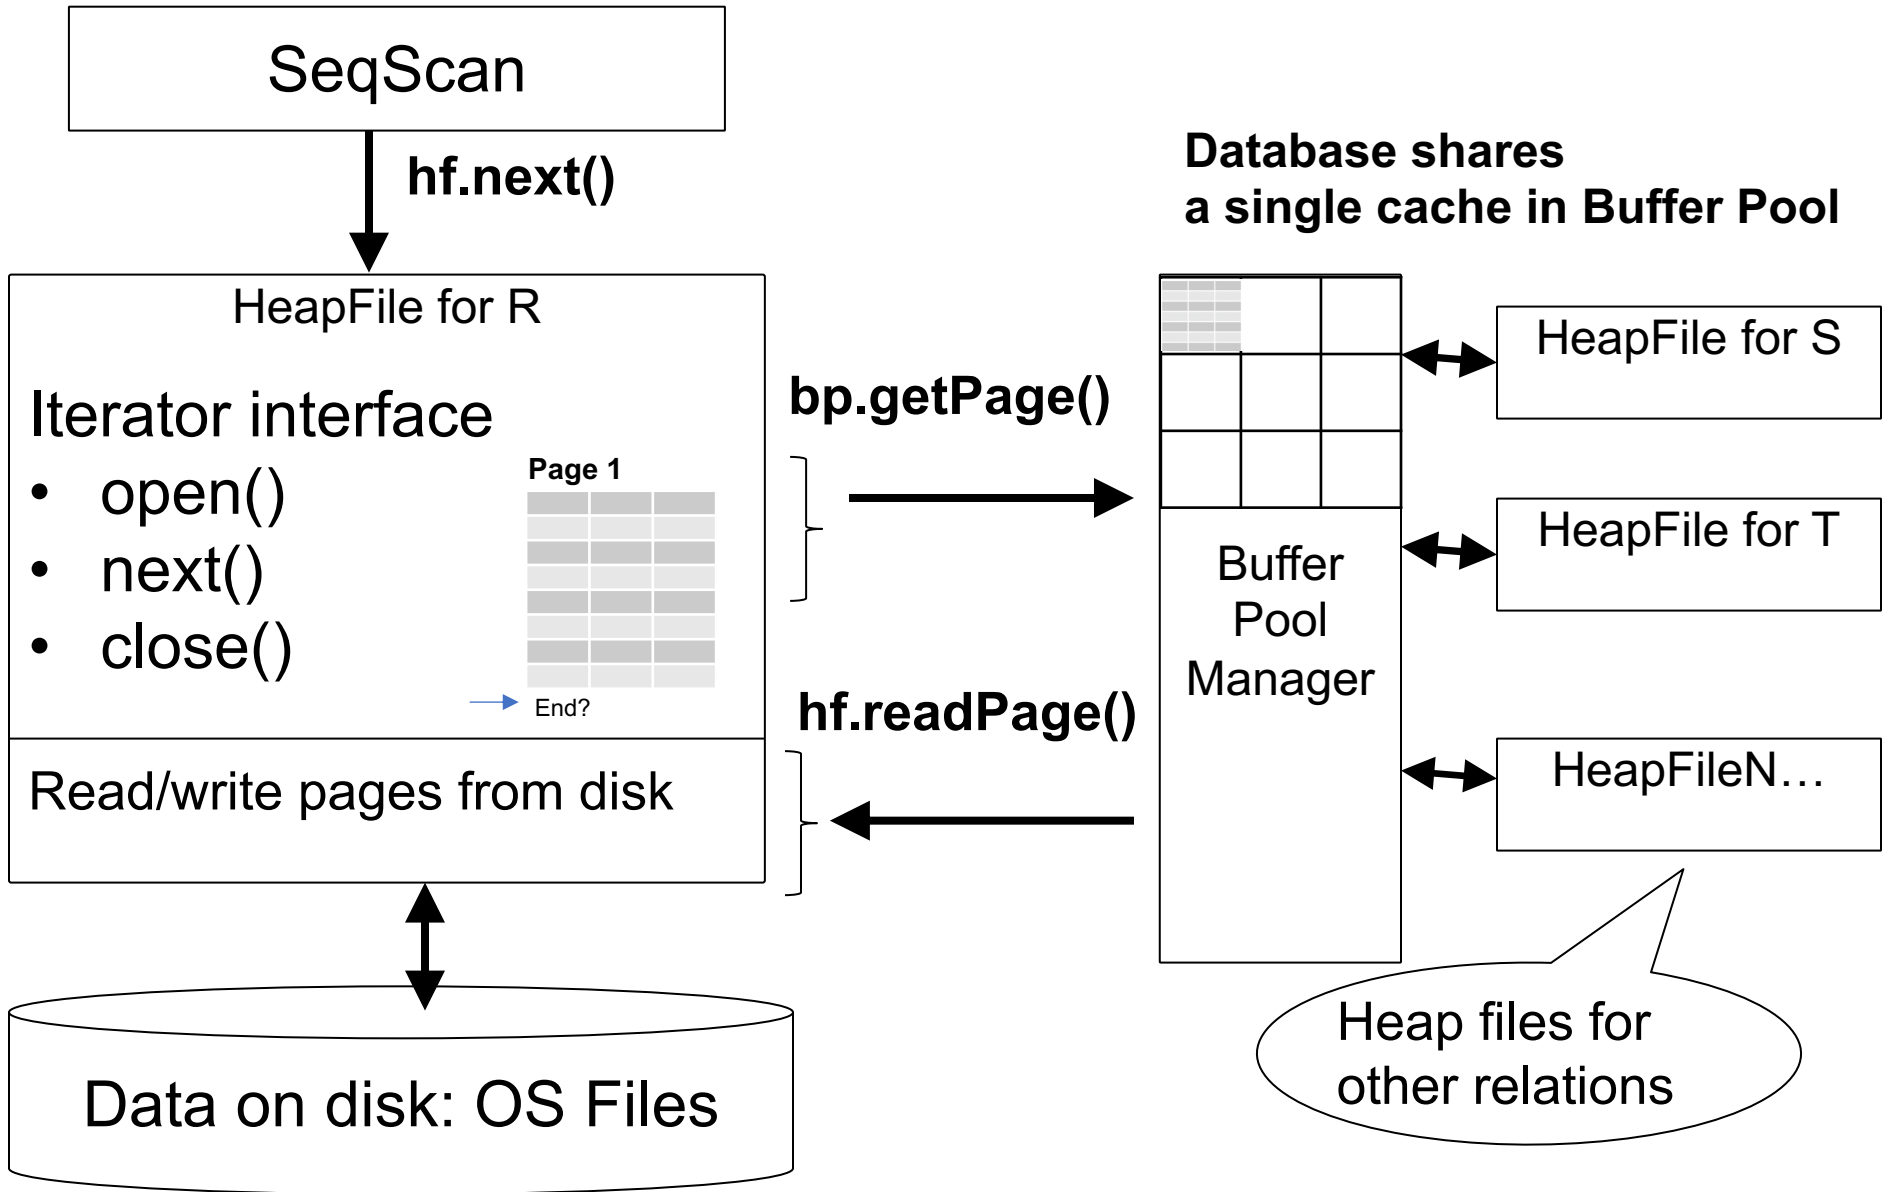 SeqScan
hf.next()
Database shares
a single cache in Buffer Pool
HeapFile for R
Iterator interface
• open()
• next()
• close()
Page 1
End?
Read/write pages from disk
bp.getPage()
hf.readPage()
Buffer
Pool
Manager
HeapFile for S
HeapFile for T
HeapFileN…
Heap files for
other relations
Data on disk: OS Files